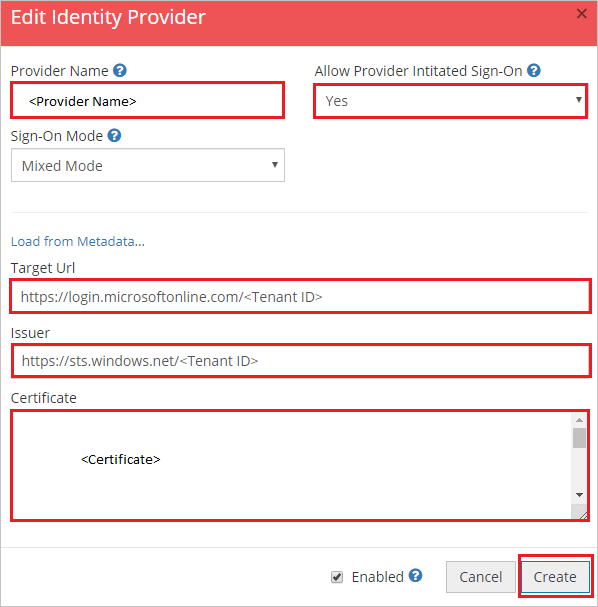 Edit Identity Provider
Provider Name
Allow Provider Intitated Sign-On
<Provider Name>
Yes
Sign-On Mode
Mixed Mode
Load from Metadata...
Target Url
https://login.microsoftonline.com/<Tenant ID>
Issuer
https://sts.windows.net/<Tenant ID>
Certificate
<Certificate>
Enabled
Cancel
Create